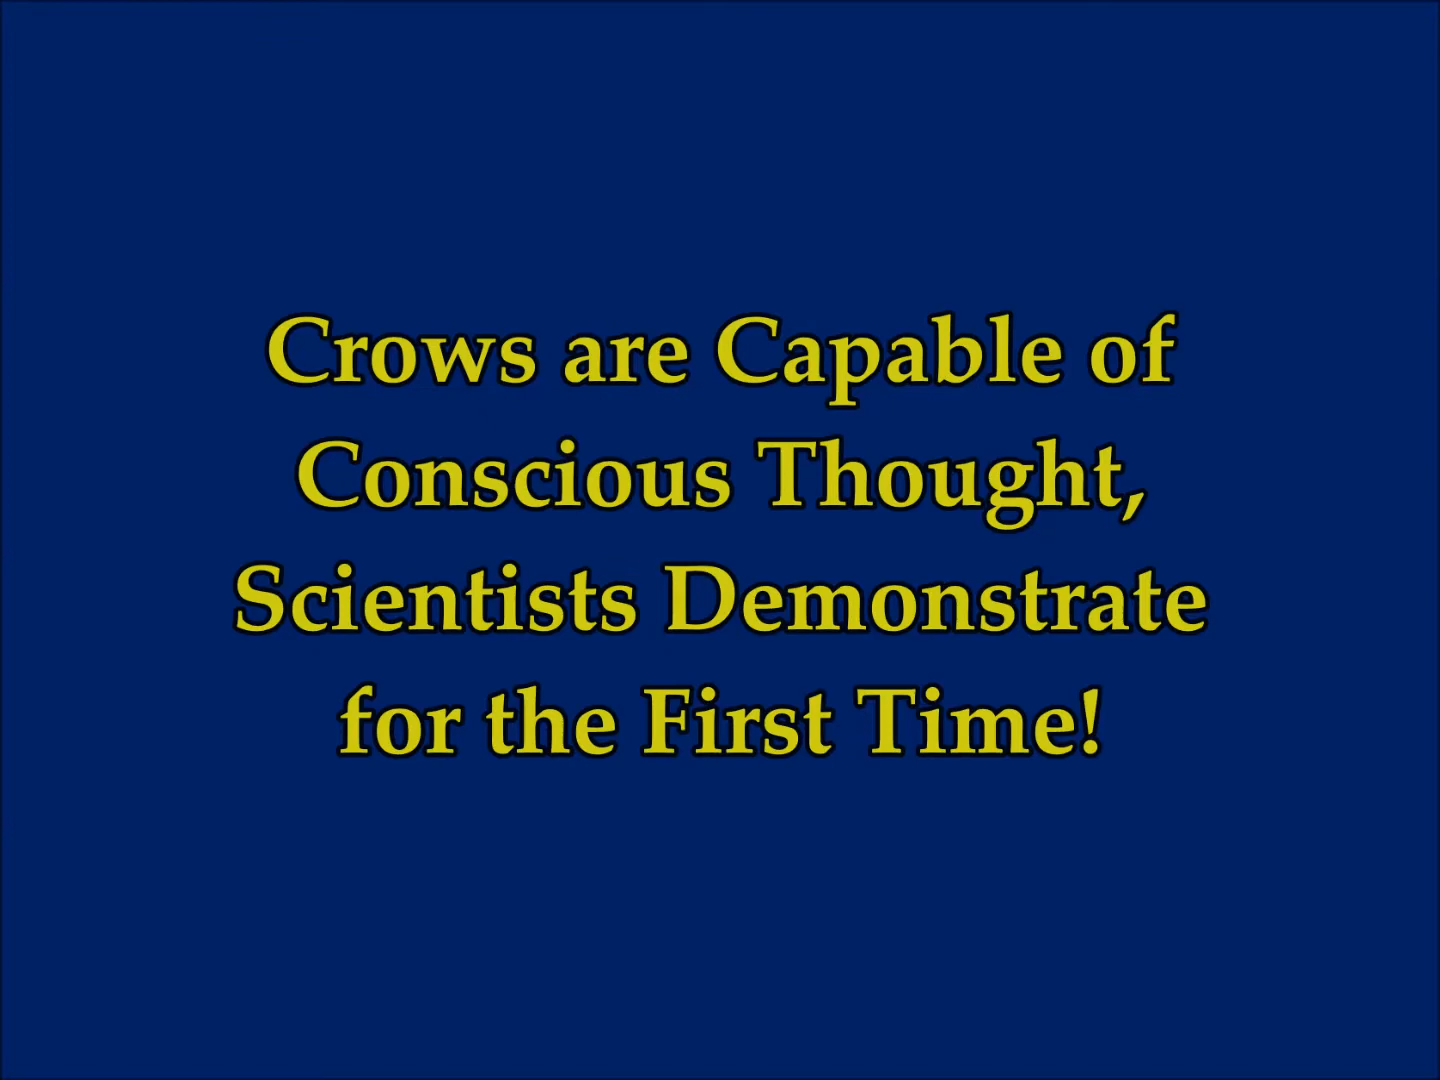 Crows are Capable of
Conscious Thought,
Scientists Demonstrate
for the First Time!